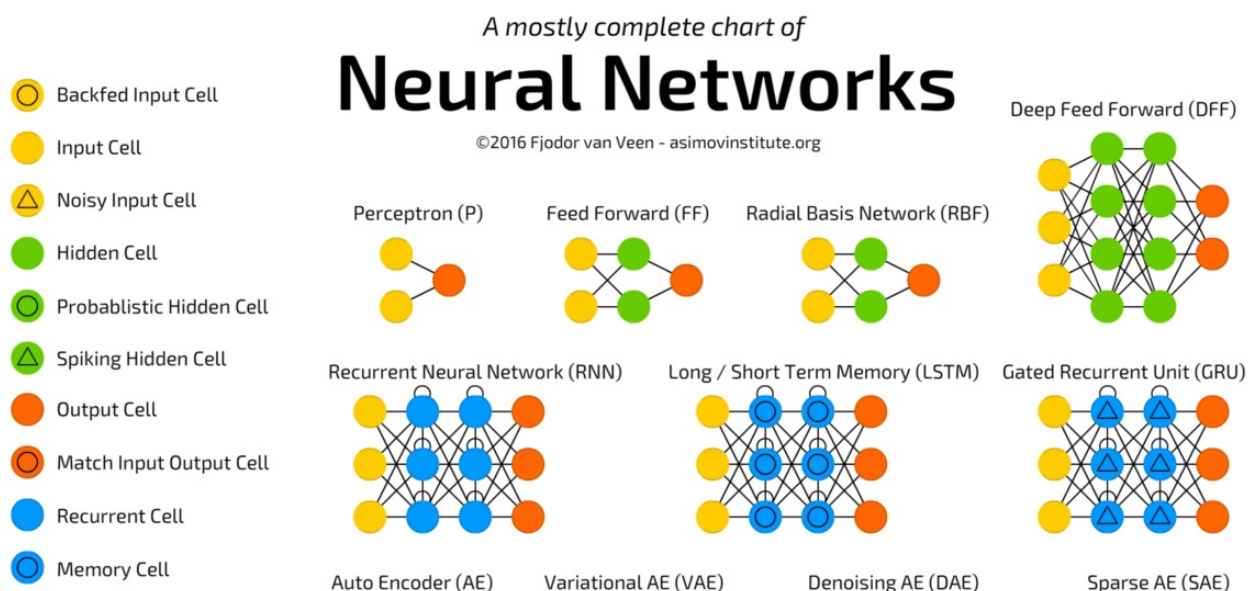 A mostly complete chart of
Neural Networks
©2016 Fjodor van Veen - asimovinstitute.org
Backfed Input Cell
Input Cell
Noisy Input Cell
Hidden Cell
Probablistic Hidden Cell
Spiking Hidden Cell
Output Cell
Match Input Output Cell
Recurrent Cell
Memory Cell
Deep Feed Forward (DFF)
Perceptron (P)
Feed Forward (FF)
Radial Basis Network (RBF)
Recurrent Neural Network (RNN)
Long / Short Term Memory (LSTM)
Gated Recurrent Unit (GRU)
Auto Encoder (AE)
Variational AE (VAE)
Denoising AE (DAE)
Sparse AE (SAE)